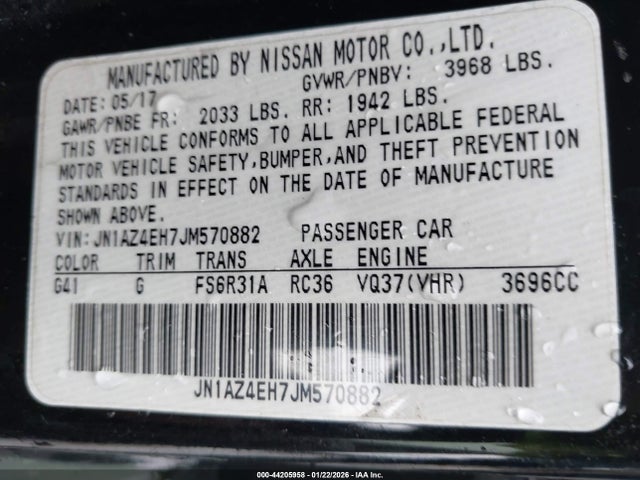 MANUFACTURED BY NISSAN MOTOR CO.,LTD.
DATE: 05/17 GVWR/PNBV: 3968 LBS.
GAWR/PNBE FR: 2033 LBS. RR: 1942 LBS.
THIS VEHICLE CONFORMS TO ALL APPLICABLE FEDERAL
MOTOR VEHICLE SAFETY,BUMPER,AND THEFT PREVENTION
STANDARDS IN EFFECT ON THE DATE OF MANUFACTURE
SHOWN ABOVE.
VIN: JN1AZ4EH7JM570882 PASSENGER CAR
COLOR TRIM TRANS AXLE ENGINE
G41 G FS6R31A RC36 VQ37(VHR) 3696CC
JN1AZ4EH7JM570882
000-44205958 - 01/22/2026 - IAA Inc.